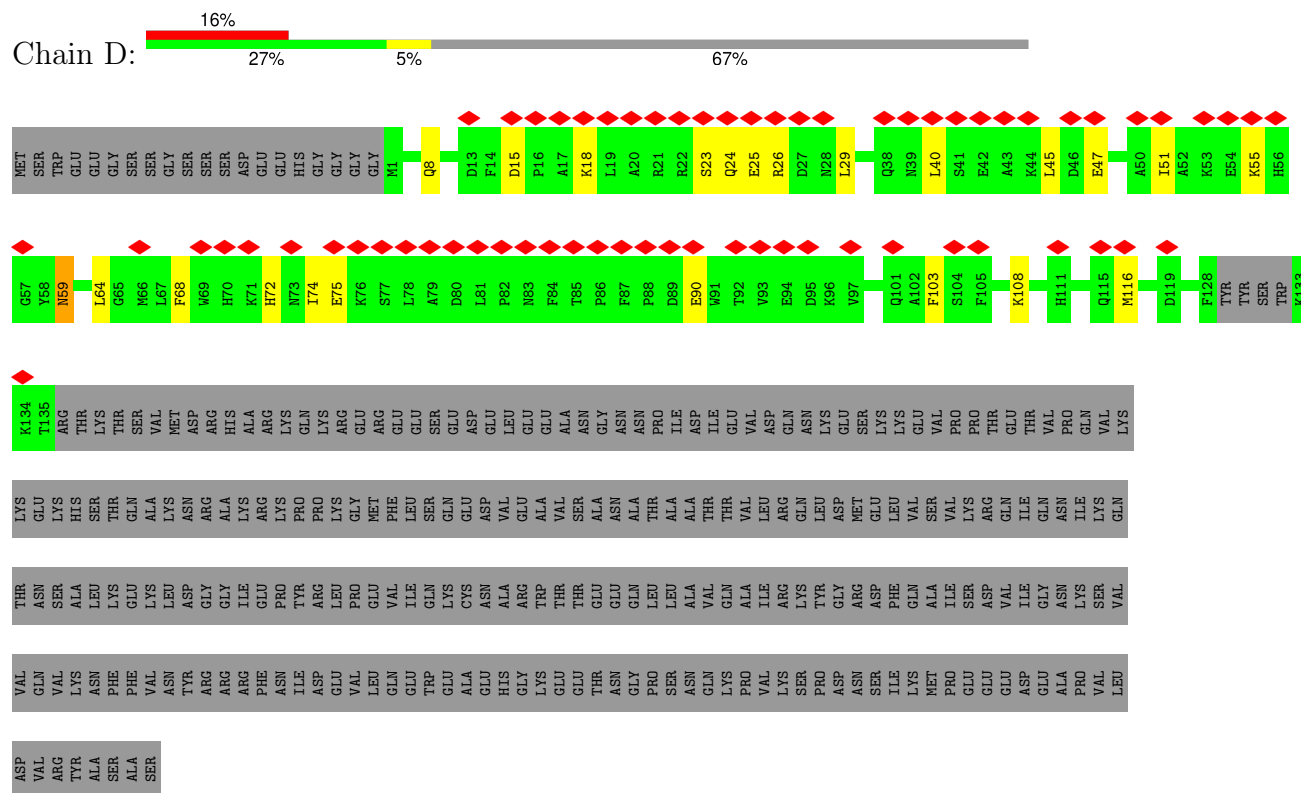 16%
Chain D:
27% 5% 67%
MET SER TRP GLU GLU GLY SER SER GLY SER SER SER ASP GLU GLU HIS GLY GLY GLY GLY M1 Q8 D13 F14 D15 P16 A17 K18 L19 A20 R21 R22 S23 Q24 E25 R26 D27 N28 L29 Q38 N39 L40 S41 E42 A43 K44 L45 D46 E47 A50 I51 A52 K53 E54 K55 H56
G57 Y58 N59 L64 G65 M66 L67 F68 W69 H70 K71 H72 N73 I74 E75 K76 S77 L78 A79 D80 L81 P82 N83 F84 T85 P86 F87 P88 D89 E90 W91 T92 V93 E94 D95 K96 V97 Q101 A102 F103 S104 F105 K108 H111 Q115 M116 D119 F128 TYR TYR SER TRP K133
K134 T135 ARG THR LYS THR SER VAL MET ASP ARG HIS ALA ARG LYS GLN LYS ARG GLU ARG GLU GLU SER GLU ASP GLU LEU GLU GLU ALA ASN GLY ASN ASN PRO ILE ASP ILE GLU VAL ASP GLN ASN LYS GLU SER LYS LYS GLU VAL PRO PRO THR GLU THR VAL PRO GLN VAL LYS
LYS GLU LYS HIS SER THR GLN ALA LYS ASN ARG ALA LYS ARG LYS PRO PRO LYS GLY MET PHE LEU SER GLN GLU ASP VAL GLU ALA VAL SER ALA ASN ALA THR ALA ALA THR THR VAL LEU ARG GLN LEU ASP MET GLU LEU VAL SER VAL LYS ARG GLN ILE GLN ASN ILE LYS GLN
THR ASN SER ALA LEU LYS GLU LYS LEU ASP GLY GLY ILE GLU PRO TYR ARG LEU PRO GLU VAL ILE GLN LYS CYS ASN ALA ARG TRP THR THR GLU GLU GLN LEU LEU ALA VAL GLN ALA ILE ARG LYS TYR GLY ARG ASP PHE GLN ALA ILE SER ASP VAL ILE GLY ASN LYS SER VAL
VAL GLN VAL LYS ASN PHE PHE VAL ASN TYR ARG ARG ARG PHE ASN ILE ASP GLU VAL LEU GLN GLU TRP GLU ALA GLU HIS GLY LYS GLU GLU THR ASN GLY PRO SER ASN GLN LYS PRO VAL LYS SER PRO ASP ASN SER ILE LYS MET PRO GLU GLU GLU ASP GLU ALA PRO VAL LEU
ASP VAL ARG TYR ALA SER ALA SER